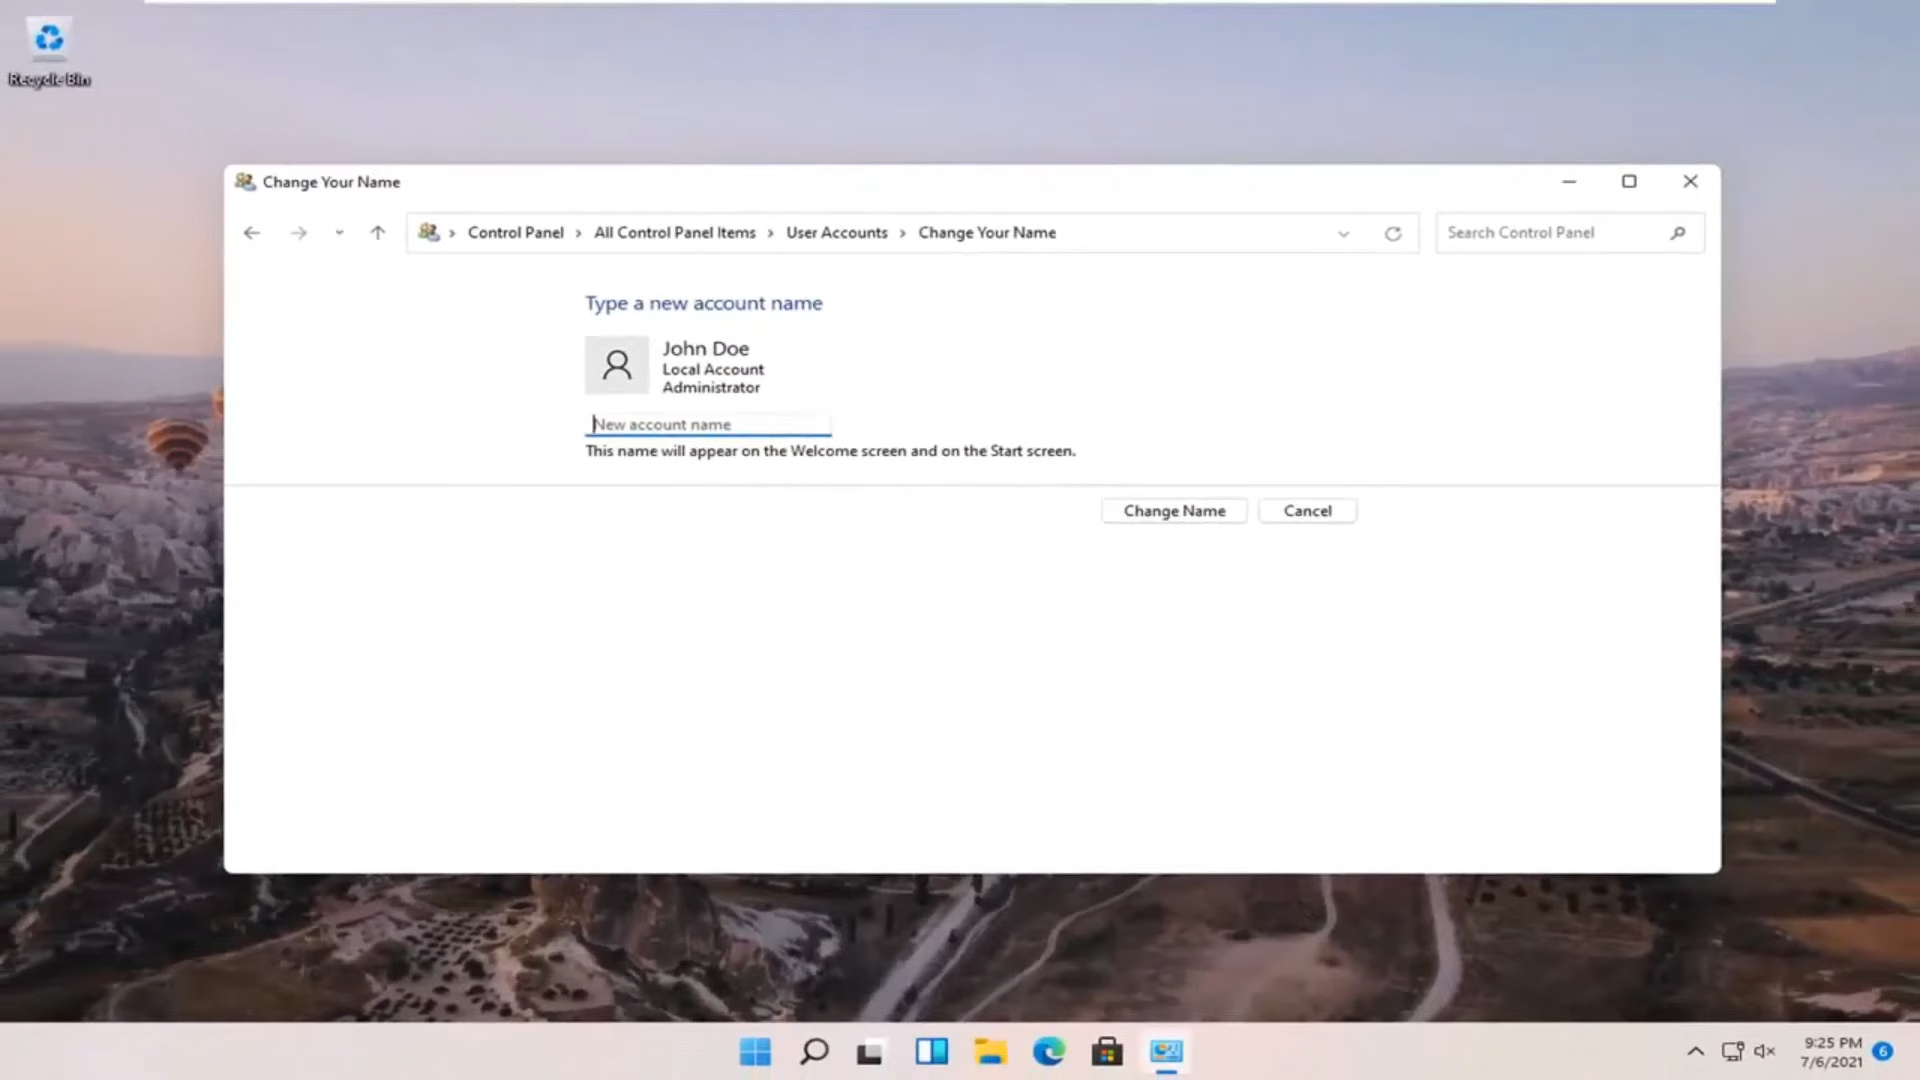 Recycle Bin
Change Your Name
Control Panel All Control Panel Items User Accounts Change Your Name
Search Control Panel
Type a new account name
John Doe
Local Account
Administrator
New account name
This name will appear on the Welcome screen and on the Start screen.
Change Name Cancel
9:25 PM
7/6/2021
6